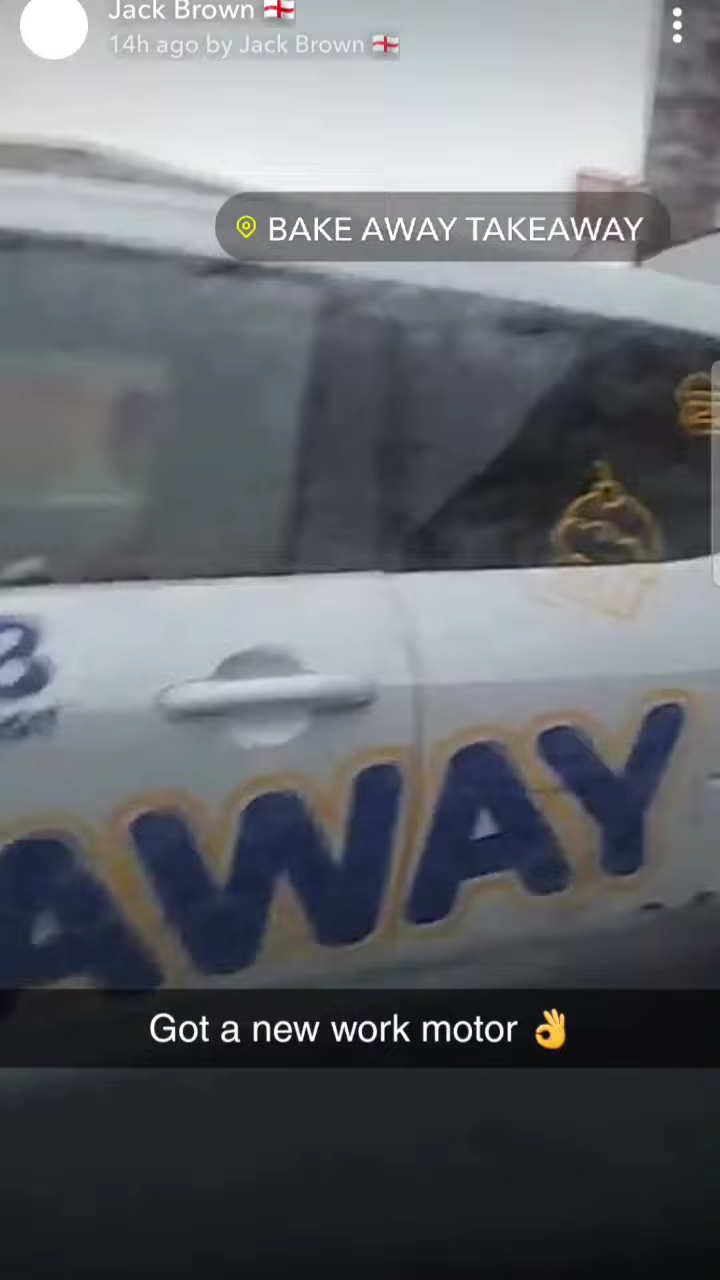 Jack Brown 🏴󠁧󠁢󠁥󠁮󠁧󠁿
14h ago by Jack Brown 🏴󠁧󠁢󠁥󠁮󠁧󠁿
BAKE AWAY TAKEAWAY
AWAY
Got a new work motor 👌